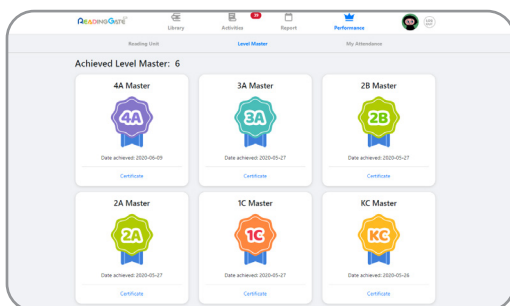 READINGGATE
Library
Activities
39
Report
Performance
Reading Unit
Level Master
My Attendance
Achieved Level Master: 6
4A Master
3A Master
2B Master
4A
3A
2B
Date achieved: 2020-06-09
Date achieved: 2020-05-27
Date achieved: 2020-05-27
Certificate
Certificate
Certificate
2A Master
1C Master
KC Master
2A
1C
KC
Date achieved: 2020-05-27
Date achieved: 2020-05-27
Date achieved: 2020-05-26
Certificate
Certificate
Certificate